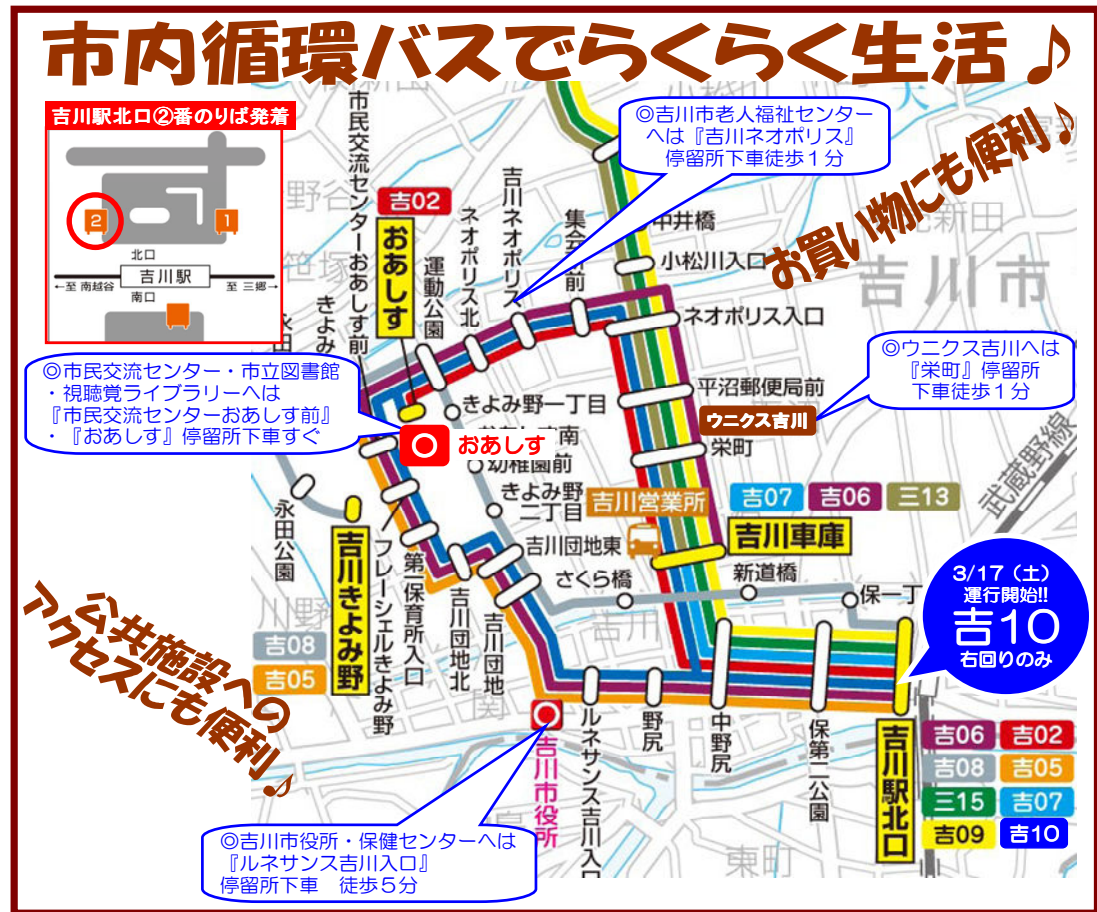 市内循環バスでらくらく生活♪
吉川駅北口②番のりば発着
2
1
北口
吉川駅
←至 南越谷
至 三郷→
南口
◎吉川市老人福祉センター
へは『吉川ネオポリス』
停留所下車徒歩1分
お買い物にも便利♪
市民交流センターおあしす前
吉02
おあしす
運動公園
ネオポリス北
吉川ネオポリス
集会所前
中井橋
小松川入口
ネオポリス入口
吉川市
◎市民交流センター・市立図書館
・視聴覚ライブラリーへは
『市民交流センターおあしす前』
・『おあしす』停留所下車すぐ
◎ウニクス吉川へは
『栄町』停留所
下車徒歩1分
平沼郵便局前
ウニクス吉川
栄町
きよみ野一丁目
おあしす
南
幼稚園前
きよみ野
二丁目
吉川営業所
吉07
吉06
三13
武蔵野線
吉川団地東
吉川車庫
さくら橋
新道橋
保一丁
永田公園
吉川きよみ野
フレーシェルきよみ野
第一保育所入口
吉川団地北
吉川団地
吉川
川野
関
吉08
吉05
公共施設への
アクセスにも便利♪
3/17（土）
運行開始!!
吉10
右回りのみ
吉川市役所
ルネサンス吉川入口
野尻
中野尻
保第二公園
吉川駅北口
吉06
吉02
吉08
吉05
三15
吉07
吉09
吉10
東町
◎吉川市役所・保健センターへは
『ルネサンス吉川入口』
停留所下車　徒歩5分